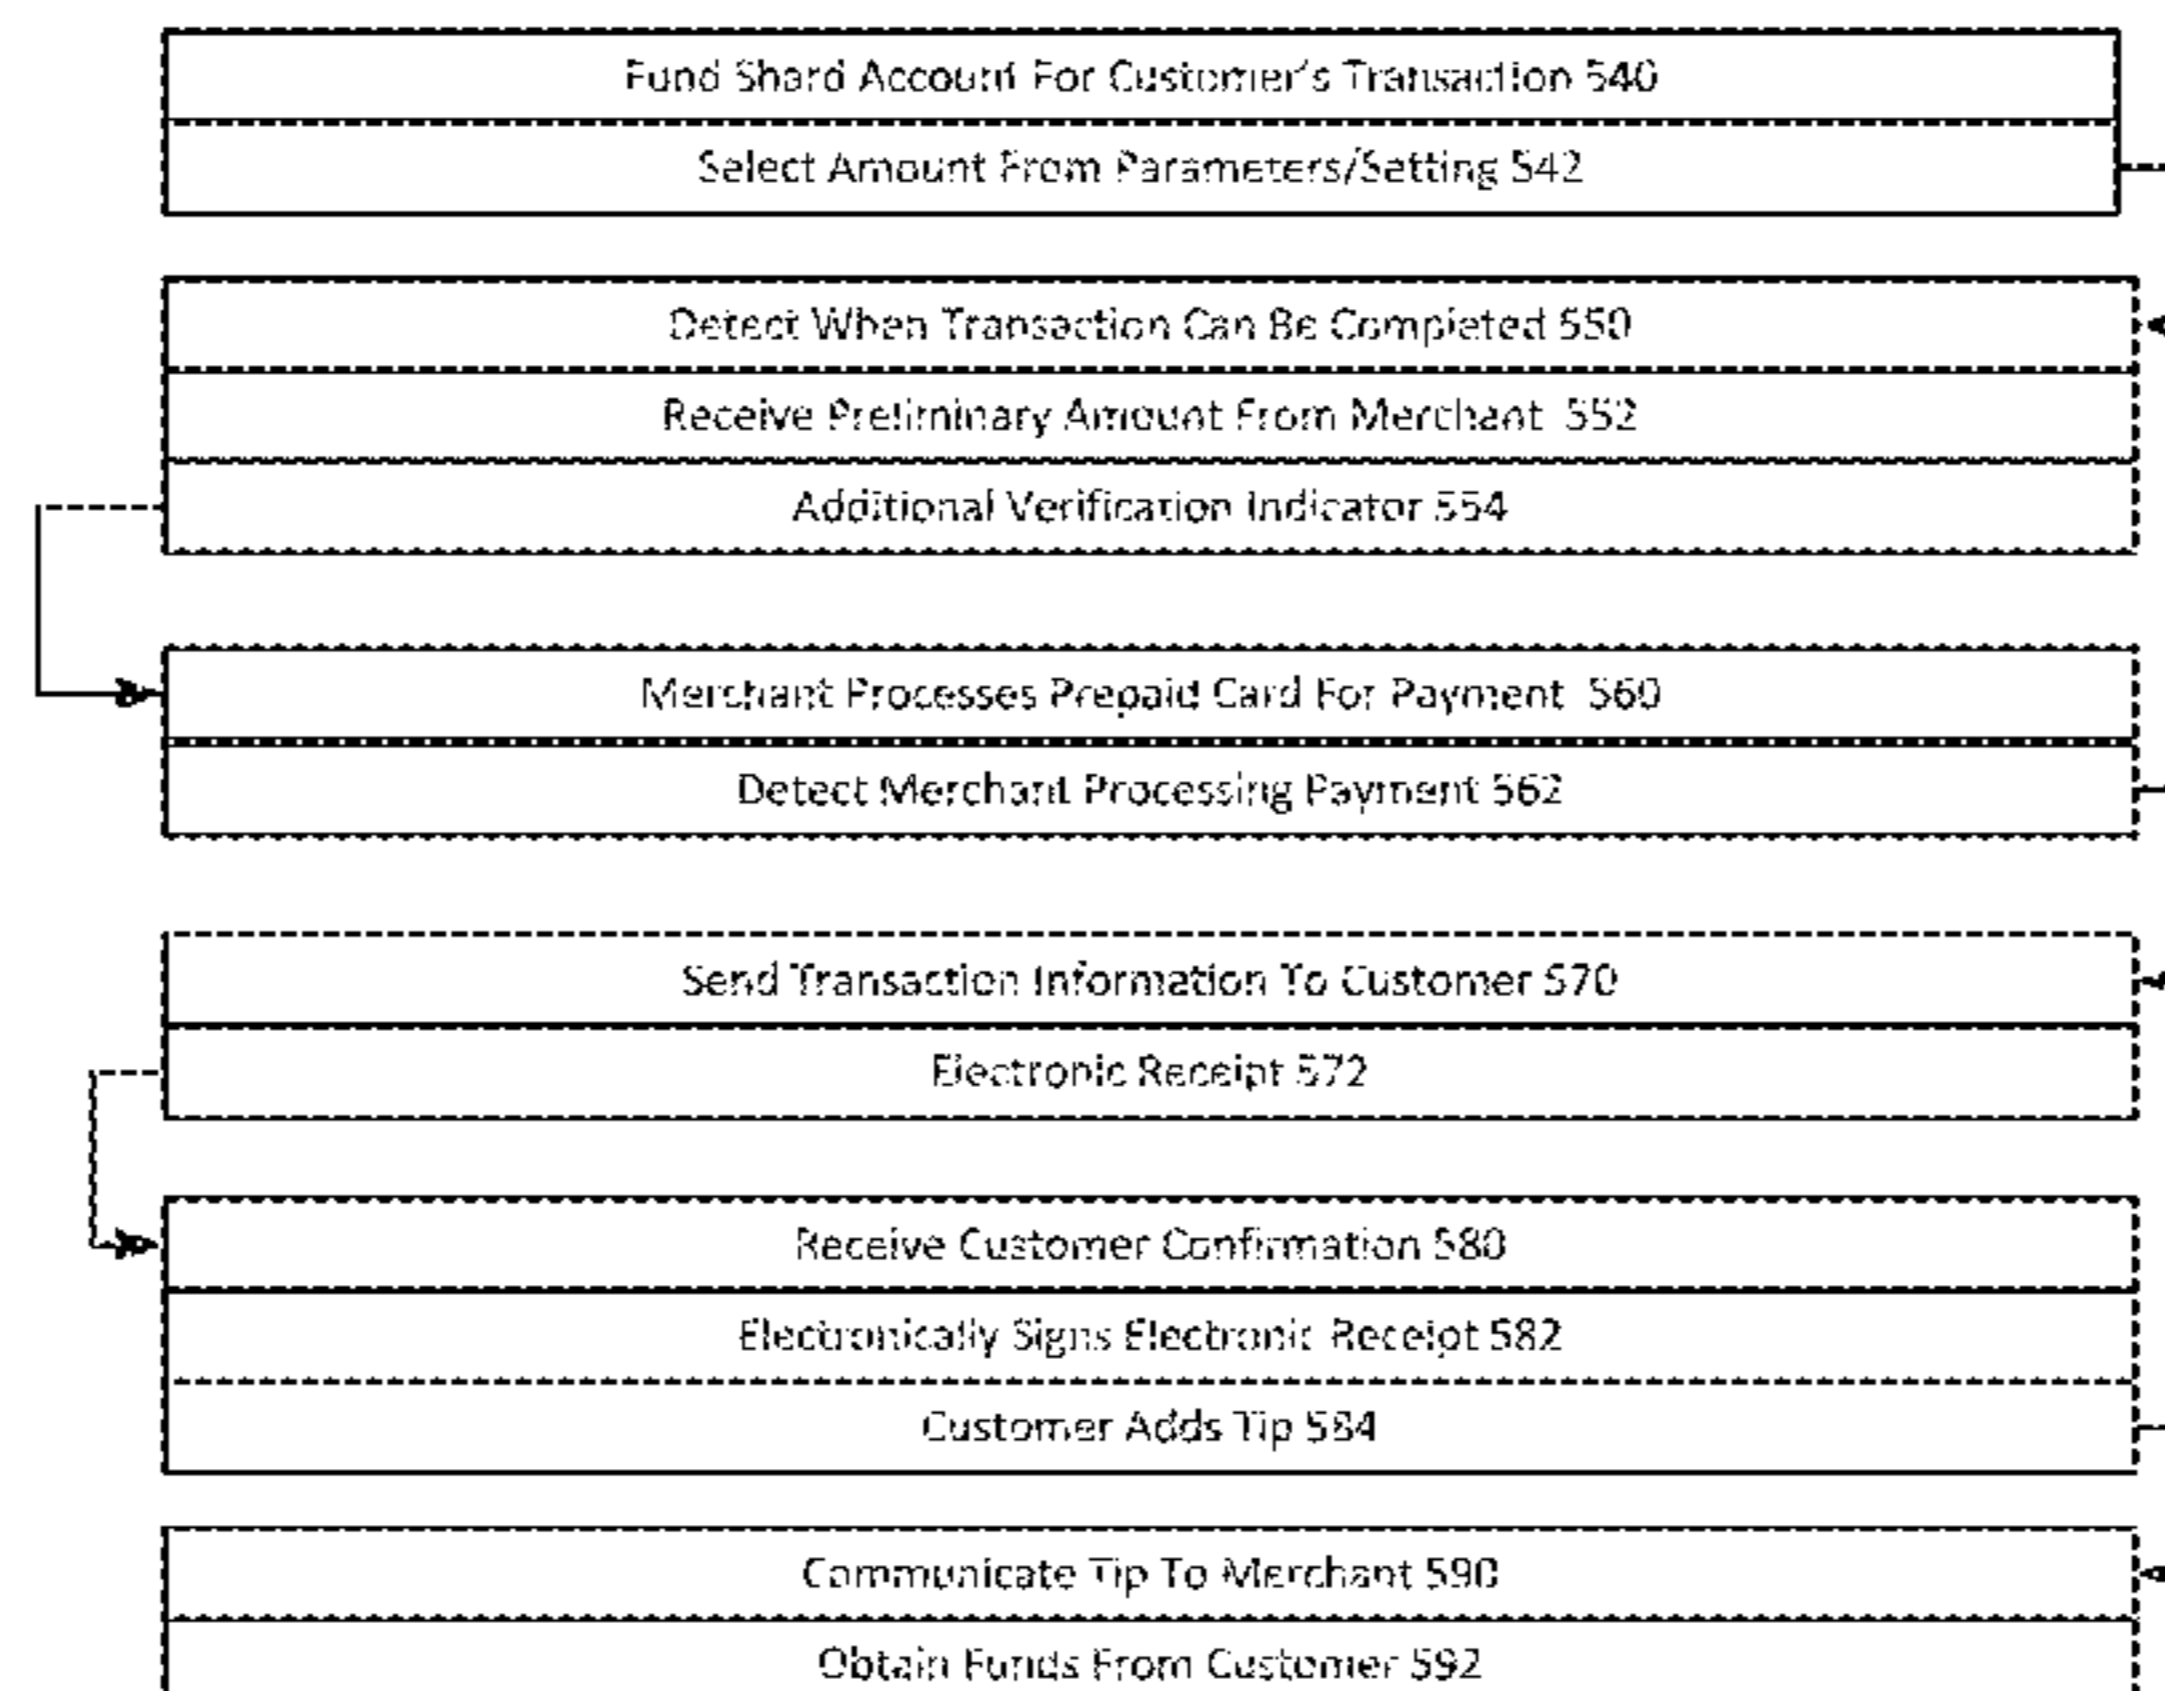 Fund Shard Account For Customer's Transaction 540
Select Amount From Parameters/Setting 542
Detect When Transaction Can Be Completed 550
Receive Preliminary Amount From Merchant 552
Additional Verification Indicator 554
Merchant Processes Prepaid Card For Payment 560
Detect Merchant Processing Payment 562
Send Transaction Information To Customer 570
Electronic Receipt 572
Receive Customer Confirmation 580
Electronically Signs Electronic Receipt 582
Customer Adds Tip 584
Communicate Tip To Merchant 590
Obtain Funds From Customer 592